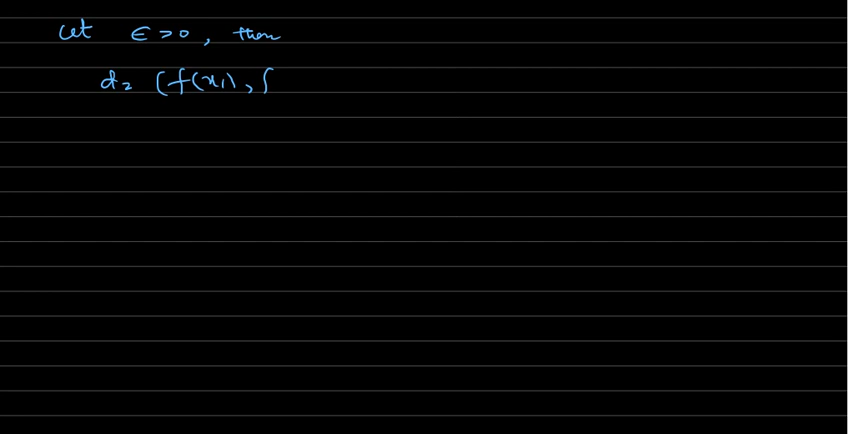 let ϵ > 0, then
d₂ (f(x₁), f